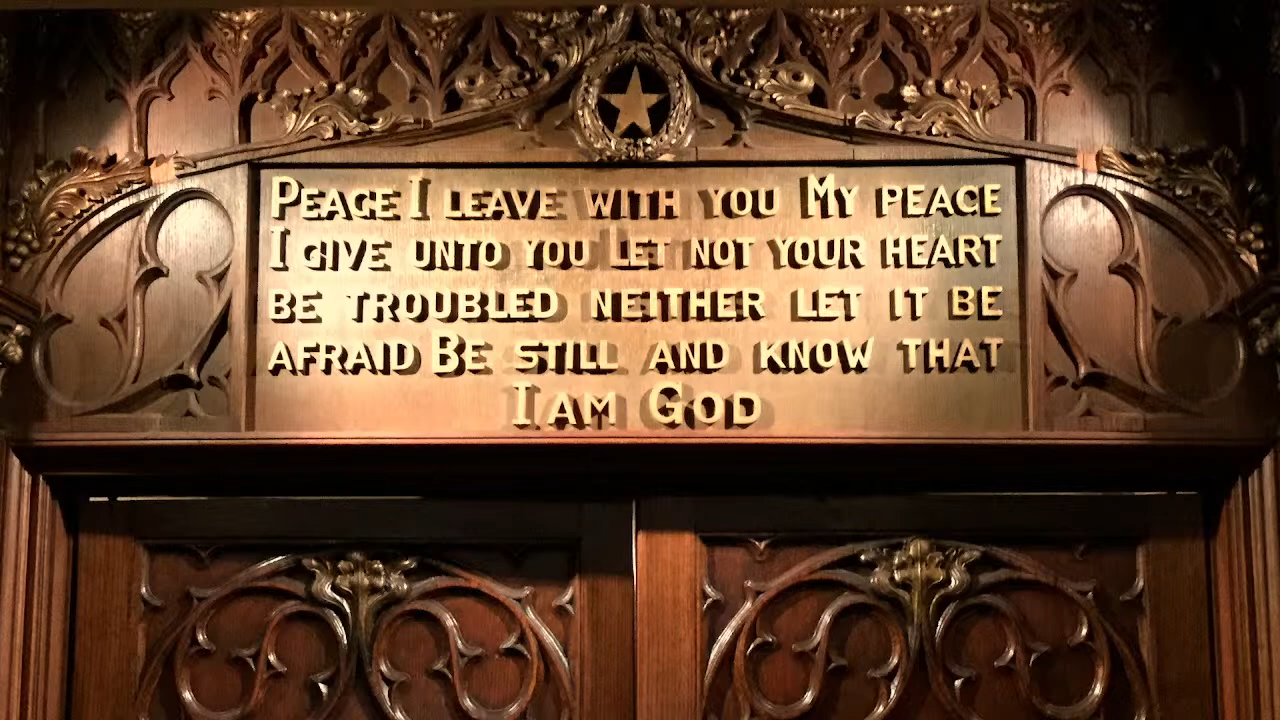 PEACE I LEAVE WITH YOU MY PEACE
I GIVE UNTO YOU LET NOT YOUR HEART
BE TROUBLED NEITHER LET IT BE
AFRAID BE STILL AND KNOW THAT
I AM GOD